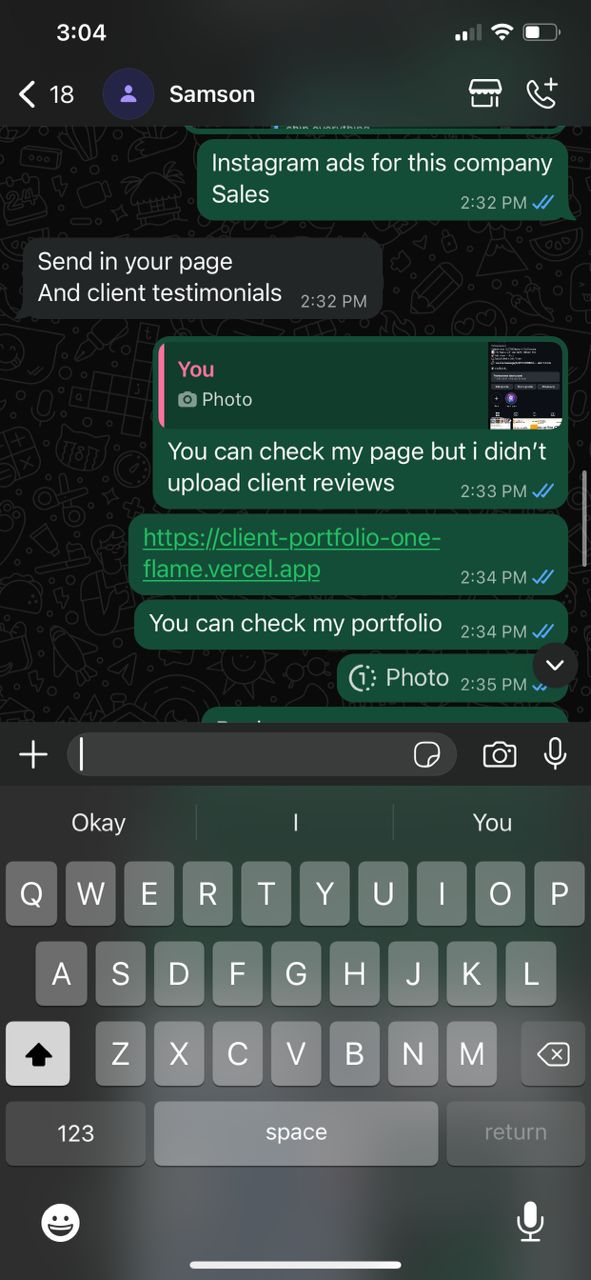 3:04
18
Samson
ship everything
Instagram ads for this company
Sales
2:32 PM
Send in your page
And client testimonials
2:32 PM
You
Photo
You can check my page but i didn't
upload client reviews
2:33 PM
https://client-portfolio-one-
flame.vercel.app
2:34 PM
You can check my portfolio
2:34 PM
1 Photo
2:35 PM
Okay
I
You
Q W E R T Y U I O P
A S D F G H J K L
Z X C V B N M
123
space
return